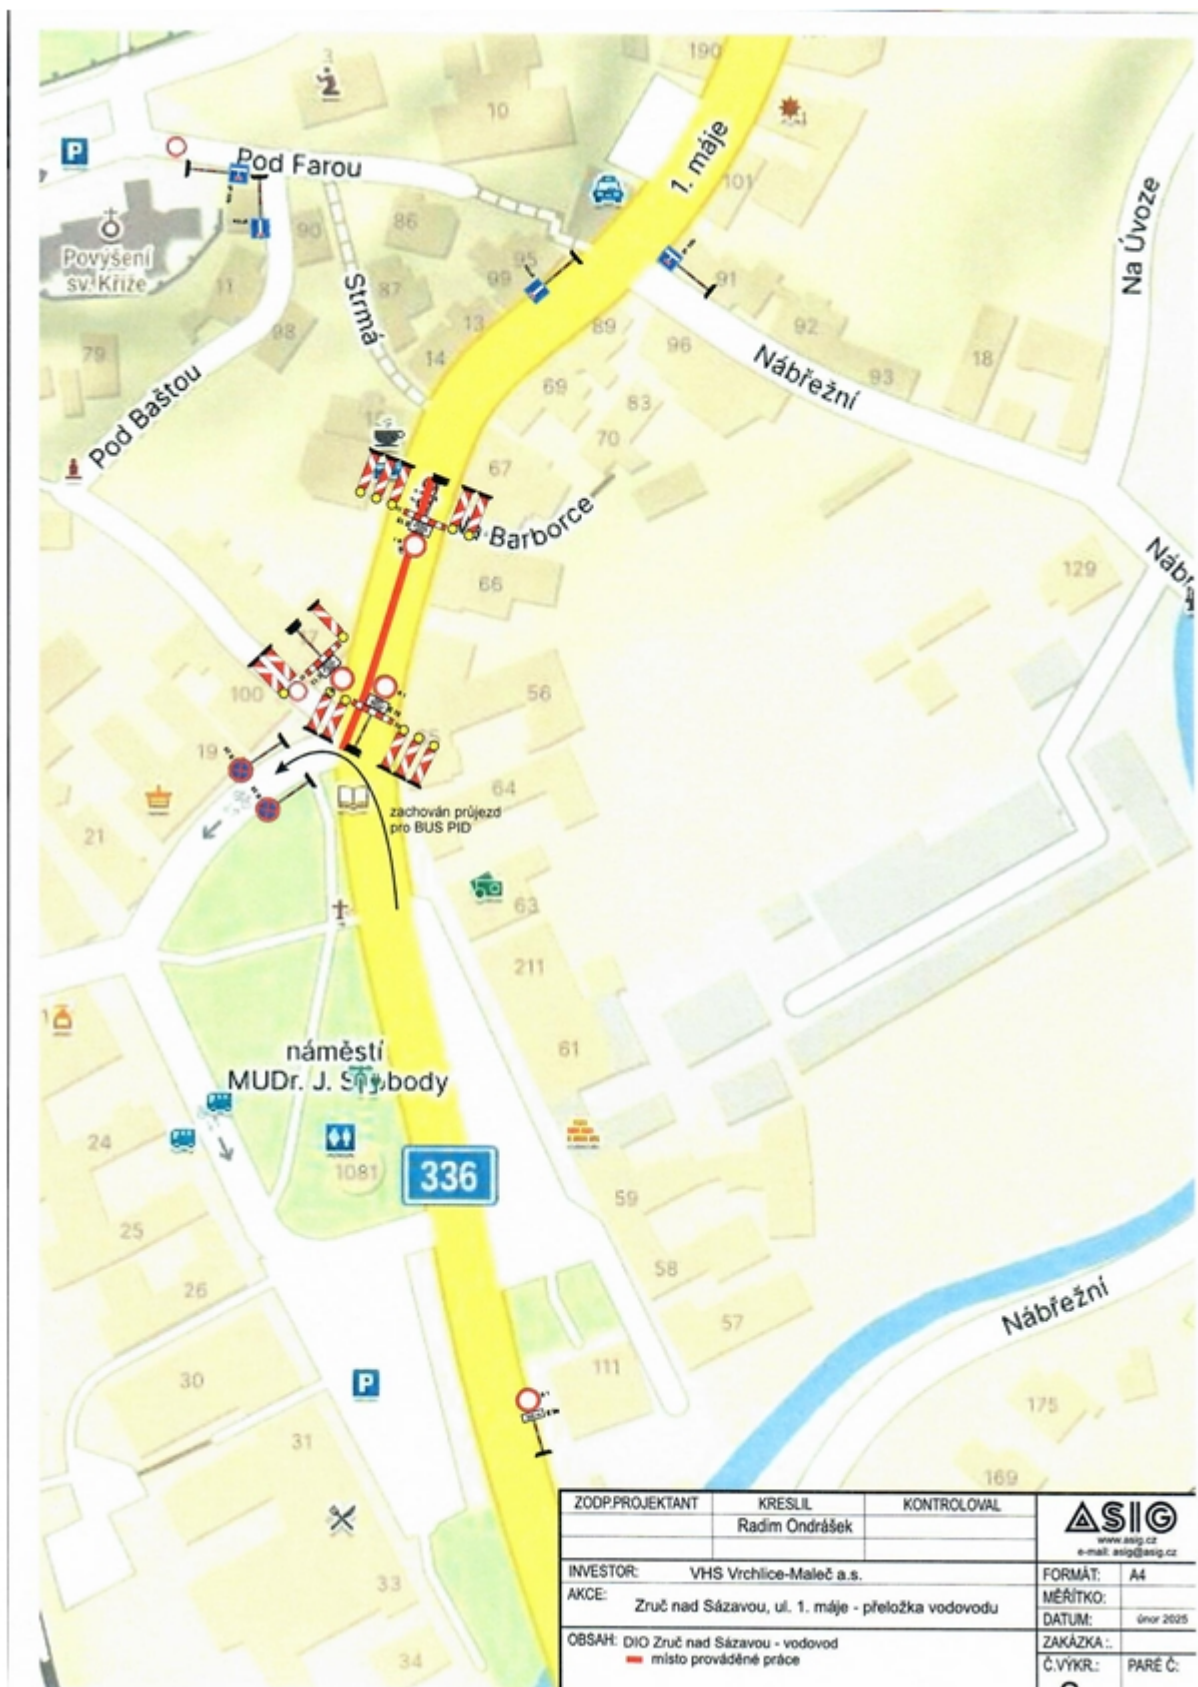 190
3
10
1. máje
P
Pod Farou
101
Na Úvoze
Povýšení
sv. Kříže
90
86
95
99
91
11
87
Strmá
13
89
92
98
14
96
18
79
Nábřežní
93
69
83
Pod Baštou
70
67
Barborce
66
129
100
56
19
64
zachován průjezd
pro BUS PID
21
63
211
61
náměstí
MUDr. J. Svobody
24
1081
336
59
25
58
26
57
Nábřežní
111
30
P
175
31
169
33
34
ZODP.PROJEKTANT
KRESLIL
KONTROLOVAL
Radim Ondrášek
ASIG
www.asig.cz
e-mail: asig@asig.cz
INVESTOR: VHS Vrchlice-Maleč a.s.
FORMÁT: A4
AKCE: Zruč nad Sázavou, ul. 1. máje - přeložka vodovodu
MĚŘÍTKO:
DATUM: únor 2025
OBSAH: DIO Zruč nad Sázavou - vodovod
místo prováděné práce
ZAKÁZKA :.
Č.VÝKR.:
PARÉ Č: